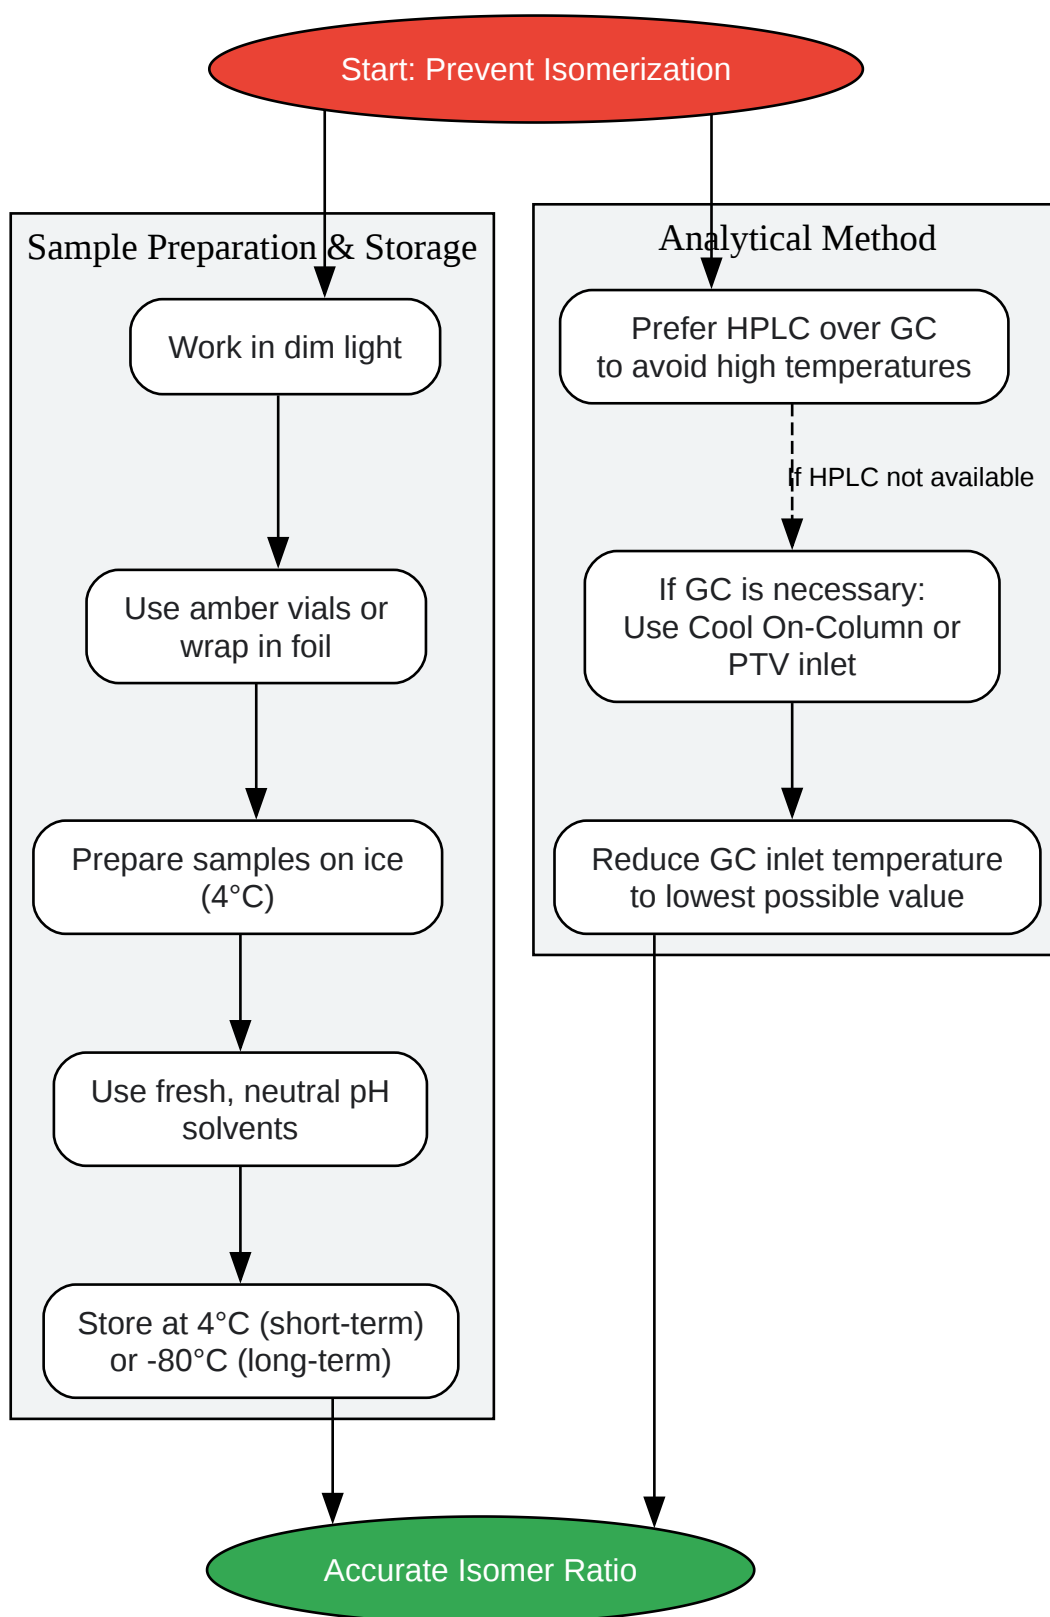 Start: Prevent Isomerization
Sample Preparation & Storage
Work in dim light
Use amber vials or
wrap in foil
Prepare samples on ice
(4°C)
Use fresh, neutral pH
solvents
Store at 4°C (short-term)
or -80°C (long-term)
Analytical Method
Prefer HPLC over GC
to avoid high temperatures
If HPLC not available
If GC is necessary:
Use Cool On-Column or
PTV inlet
Reduce GC inlet temperature
to lowest possible value
Accurate Isomer Ratio